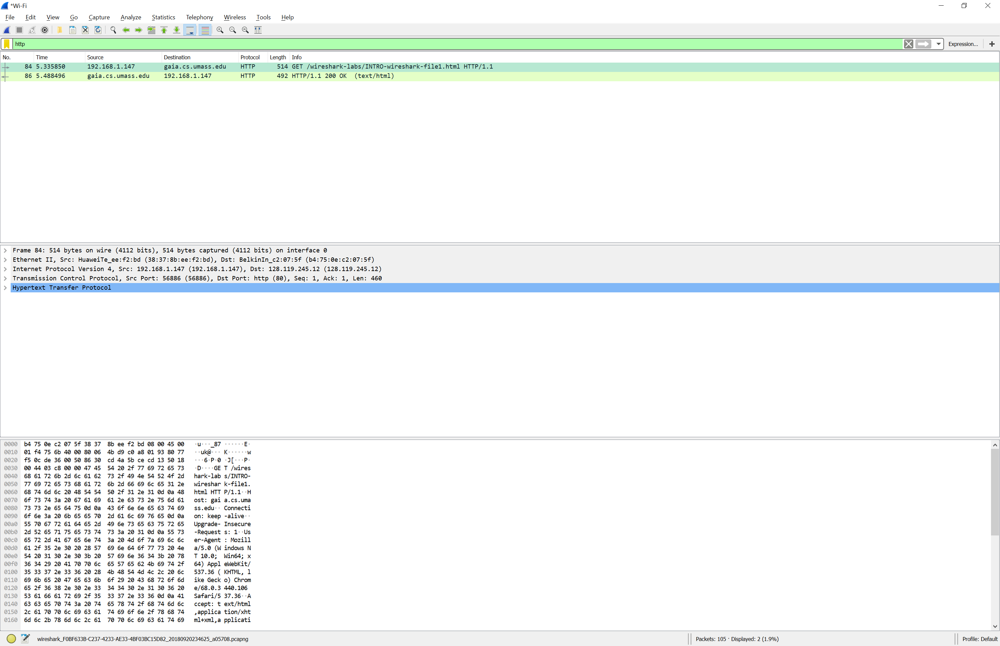 *Wi-Fi
File Edit View Go Capture Analyze Statistics Telephony Wireless Tools Help
http Expression... +
No. Time Source Destination Protocol Length Info
84 5.335850 192.168.1.147 gaia.cs.umass.edu HTTP 514 GET /wireshark-labs/INTRO-wireshark-file1.html HTTP/1.1
86 5.488496 gaia.cs.umass.edu 192.168.1.147 HTTP 492 HTTP/1.1 200 OK  (text/html)
Frame 84: 514 bytes on wire (4112 bits), 514 bytes captured (4112 bits) on interface 0
Ethernet II, Src: HuaweiTe_ee:f2:bd (38:37:8b:ee:f2:bd), Dst: BelkinIn_c2:07:5f (b4:75:0e:c2:07:5f)
Internet Protocol Version 4, Src: 192.168.1.147 (192.168.1.147), Dst: 128.119.245.12 (128.119.245.12)
Transmission Control Protocol, Src Port: 56886 (56886), Dst Port: http (80), Seq: 1, Ack: 1, Len: 460
Hypertext Transfer Protocol
0000 b4 75 0e c2 07 5f 38 37 8b ee f2 bd 08 00 45 00 ·u···_87 ······E·
0010 01 f4 75 6b 40 00 80 06 4b d9 c0 a8 01 93 80 77 ··uk@··· K······w
0020 f5 0c de 36 00 50 86 30 cd 4a 5b ce cd 13 50 18 ···6·P·0 ·J[···P·
0030 00 44 03 c8 00 00 47 45 54 20 2f 77 69 72 65 73 ·D····GE T /wires
0040 68 61 72 6b 2d 6c 61 62 73 2f 49 4e 54 52 4f 2d hark-lab s/INTRO-
0050 77 69 72 65 73 68 61 72 6b 2d 66 69 6c 65 31 2e wireshar k-file1.
0060 68 74 6d 6c 20 48 54 54 50 2f 31 2e 31 0d 0a 48 html HTT P/1.1··H
0070 6f 73 74 3a 20 67 61 69 61 2e 63 73 2e 75 6d 61 ost: gai a.cs.uma
0080 73 73 2e 65 64 75 0d 0a 43 6f 6e 6e 65 63 74 69 ss.edu·· Connecti
0090 6f 6e 3a 20 6b 65 65 70 2d 61 6c 69 76 65 0d 0a on: keep -alive··
00a0 55 70 67 72 61 64 65 2d 49 6e 73 65 63 75 72 65 Upgrade- Insecure
00b0 2d 52 65 71 75 65 73 74 73 3a 20 31 0d 0a 55 73 -Request s: 1··Us
00c0 65 72 2d 41 67 65 6e 74 3a 20 4d 6f 7a 69 6c 6c er-Agent : Mozill
00d0 61 2f 35 2e 30 20 28 57 69 6e 64 6f 77 73 20 4e a/5.0 (W indows N
00e0 54 20 31 30 2e 30 3b 20 57 69 6e 36 34 3b 20 78 T 10.0;  Win64; x
00f0 36 34 29 20 41 70 70 6c 65 57 65 62 4b 69 74 2f 64) Appl eWebKit/
0100 35 33 37 2e 33 36 20 28 4b 48 54 4d 4c 2c 20 6c 537.36 ( KHTML, l
0110 69 6b 65 20 47 65 63 6b 6f 29 20 43 68 72 6f 6d ike Geck o) Chrom
0120 65 2f 36 38 2e 30 2e 33 34 34 30 2e 31 30 36 20 e/68.0.3 440.106
0130 53 61 66 61 72 69 2f 35 33 37 2e 33 36 0d 0a 41 Safari/5 37.36··A
0140 63 63 65 70 74 3a 20 74 65 78 74 2f 68 74 6d 6c ccept: t ext/html
0150 2c 61 70 70 6c 69 63 61 74 69 6f 6e 2f 78 68 74 ,applica tion/xht
0160 6d 6c 2b 78 6d 6c 2c 61 70 70 6c 69 63 61 74 69 ml+xml,a pplicati
wireshark_F0BF633B-C237-4233-AE33-4BF03BC15D82_20180920234625_a05708.pcapng Packets: 105 · Displayed: 2 (1.9%) Profile: Default